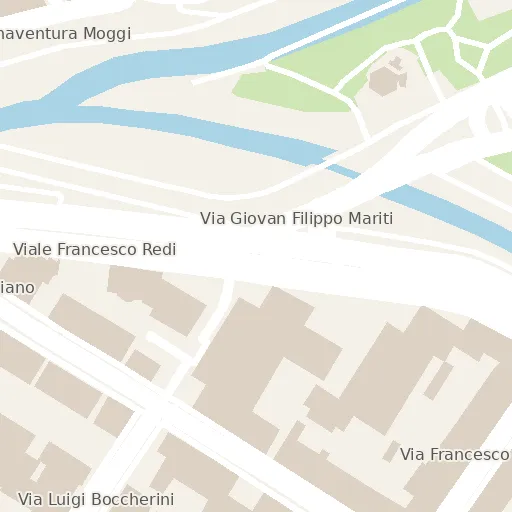 naventura Moggi
Via Giovan Filippo Mariti
Viale Francesco Redi
iano
Via Francesco
Via Luigi Boccherini